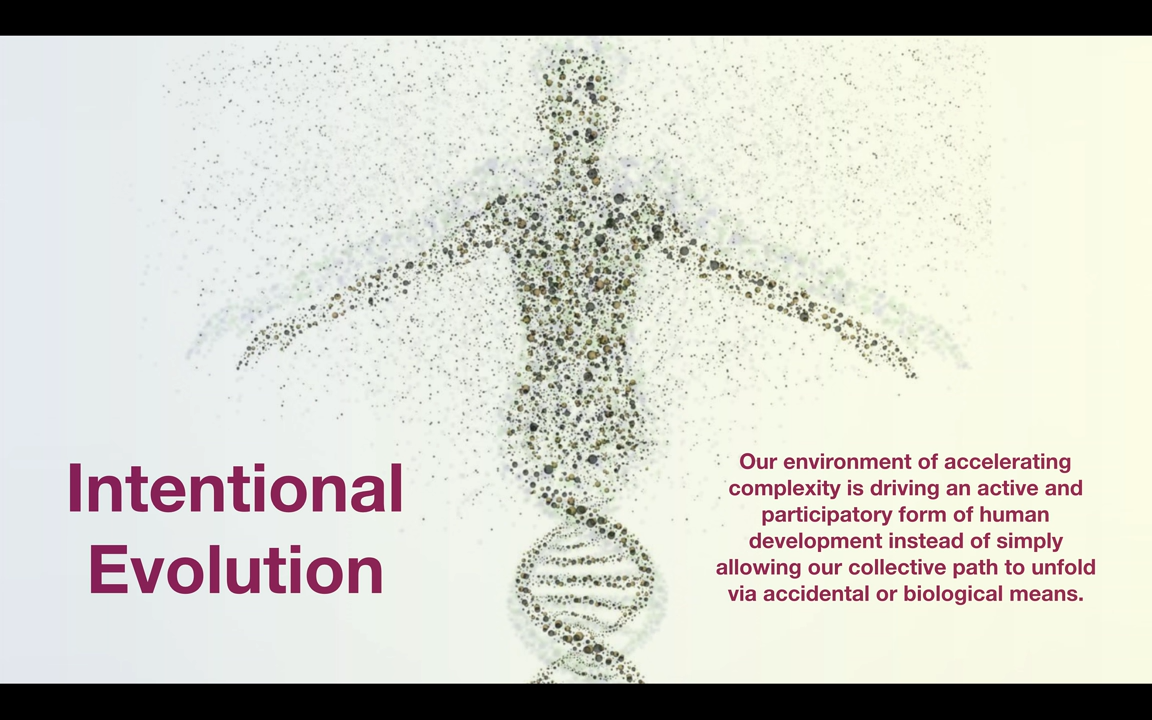 Intentional
Evolution
Our environment of accelerating
complexity is driving an active and
participatory form of human
development instead of simply
allowing our collective path to unfold
via accidental or biological means.